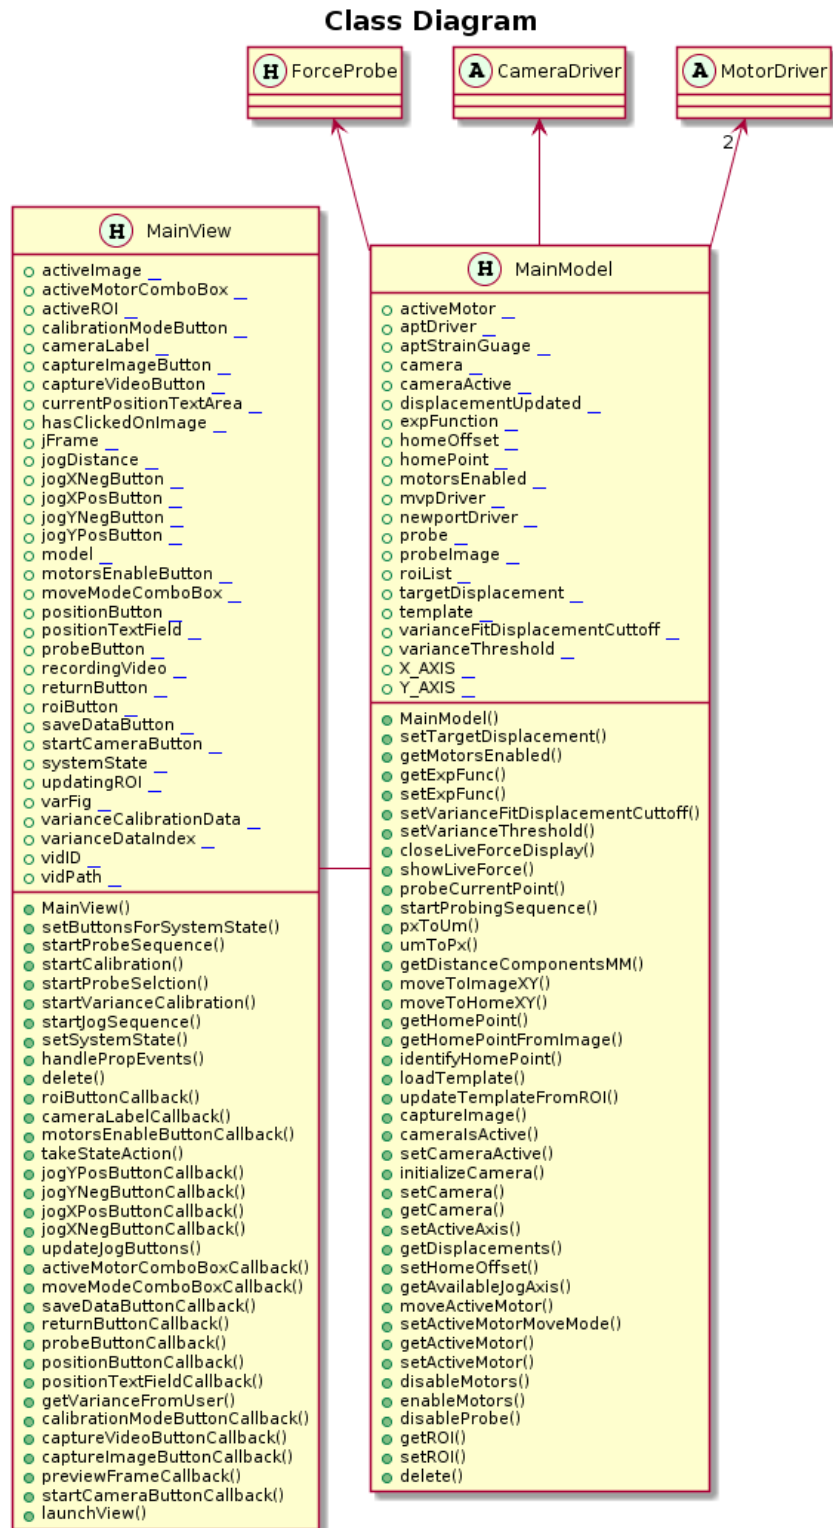 Class Diagram
H ForceProbe
A CameraDriver
A MotorDriver
2
H MainView
activeImage _
activeMotorComboBox _
activeROI _
calibrationModeButton _
cameraLabel _
captureImageButton _
captureVideoButton _
currentPositionTextArea _
hasClickedOnImage _
jFrame _
jogDistance _
jogXNegButton _
jogXPosButton _
jogYNegButton _
jogYPosButton _
model _
motorsEnableButton _
moveModeComboBox _
positionButton _
positionTextField _
probeButton _
recordingVideo _
returnButton _
roiButton _
saveDataButton _
startCameraButton _
systemState _
updatingROI _
varFig _
varianceCalibrationData _
varianceDataIndex _
vidID _
vidPath _
MainView()
setButtonsForSystemState()
startProbeSequence()
startCalibration()
startProbeSelction()
startVarianceCalibration()
startJogSequence()
setSystemState()
handlePropEvents()
delete()
roiButtonCallback()
cameraLabelCallback()
motorsEnableButtonCallback()
takeStateAction()
jogYPosButtonCallback()
jogYNegButtonCallback()
jogXPosButtonCallback()
jogXNegButtonCallback()
updateJogButtons()
activeMotorComboBoxCallback()
moveModeComboBoxCallback()
saveDataButtonCallback()
returnButtonCallback()
probeButtonCallback()
positionButtonCallback()
positionTextFieldCallback()
getVarianceFromUser()
calibrationModeButtonCallback()
captureVideoButtonCallback()
captureImageButtonCallback()
previewFrameCallback()
startCameraButtonCallback()
launchView()
H MainModel
activeMotor _
aptDriver _
aptStrainGuage _
camera _
cameraActive _
displacementUpdated _
expFunction _
homeOffset _
homePoint _
motorsEnabled _
mvpDriver _
newportDriver _
probe _
probeImage _
roiList _
targetDisplacement _
template _
varianceFitDisplacementCuttoff _
varianceThreshold _
X_AXIS _
Y_AXIS _
MainModel()
setTargetDisplacement()
getMotorsEnabled()
getExpFunc()
setExpFunc()
setVarianceFitDisplacementCuttoff()
setVarianceThreshold()
closeLiveForceDisplay()
showLiveForce()
probeCurrentPoint()
startProbingSequence()
pxToUm()
umToPx()
getDistanceComponentsMM()
moveToImageXY()
moveToHomeXY()
getHomePoint()
getHomePointFromImage()
identifyHomePoint()
loadTemplate()
updateTemplateFromROI()
captureImage()
cameraIsActive()
setCameraActive()
initializeCamera()
setCamera()
getCamera()
setActiveAxis()
getDisplacements()
setHomeOffset()
getAvailableJogAxis()
moveActiveMotor()
setActiveMotorMoveMode()
getActiveMotor()
setActiveMotor()
disableMotors()
enableMotors()
disableProbe()
getROI()
setROI()
delete()